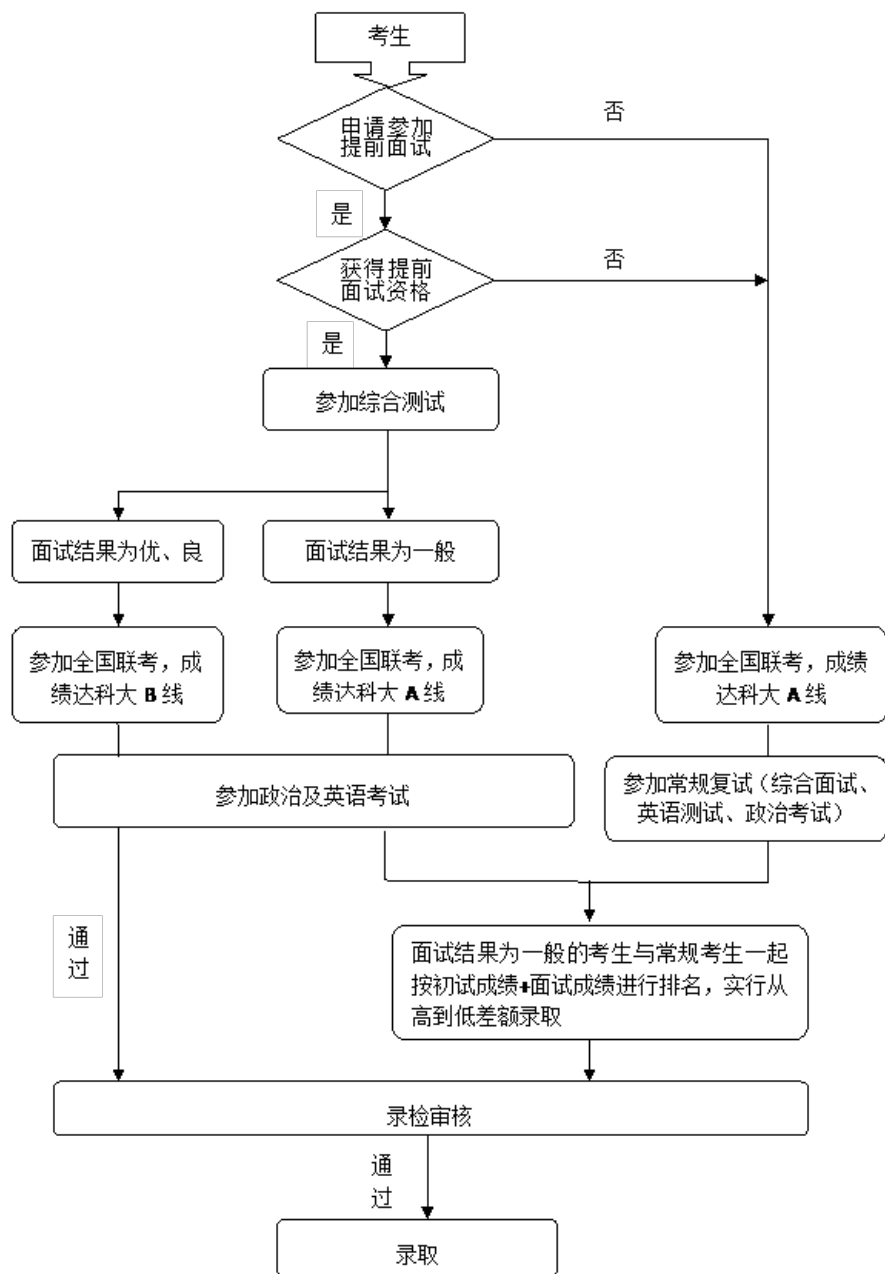 考生
申请参加
提前面试
否
是
获得提前
面试资格
否
是
参加综合测试
面试结果为优、良
面试结果为一般
参加全国联考，成
绩达科大 B 线
参加全国联考，成
绩达科大 A 线
参加全国联考，成绩
达科大 A 线
参加政治及英语考试
参加常规复试（综合面试、
英语测试、政治考试）
通
过
面试结果为一般的考生与常规考生一起
按初试成绩+面试成绩进行排名，实行从
高到低差额录取
录检审核
通
过
录取